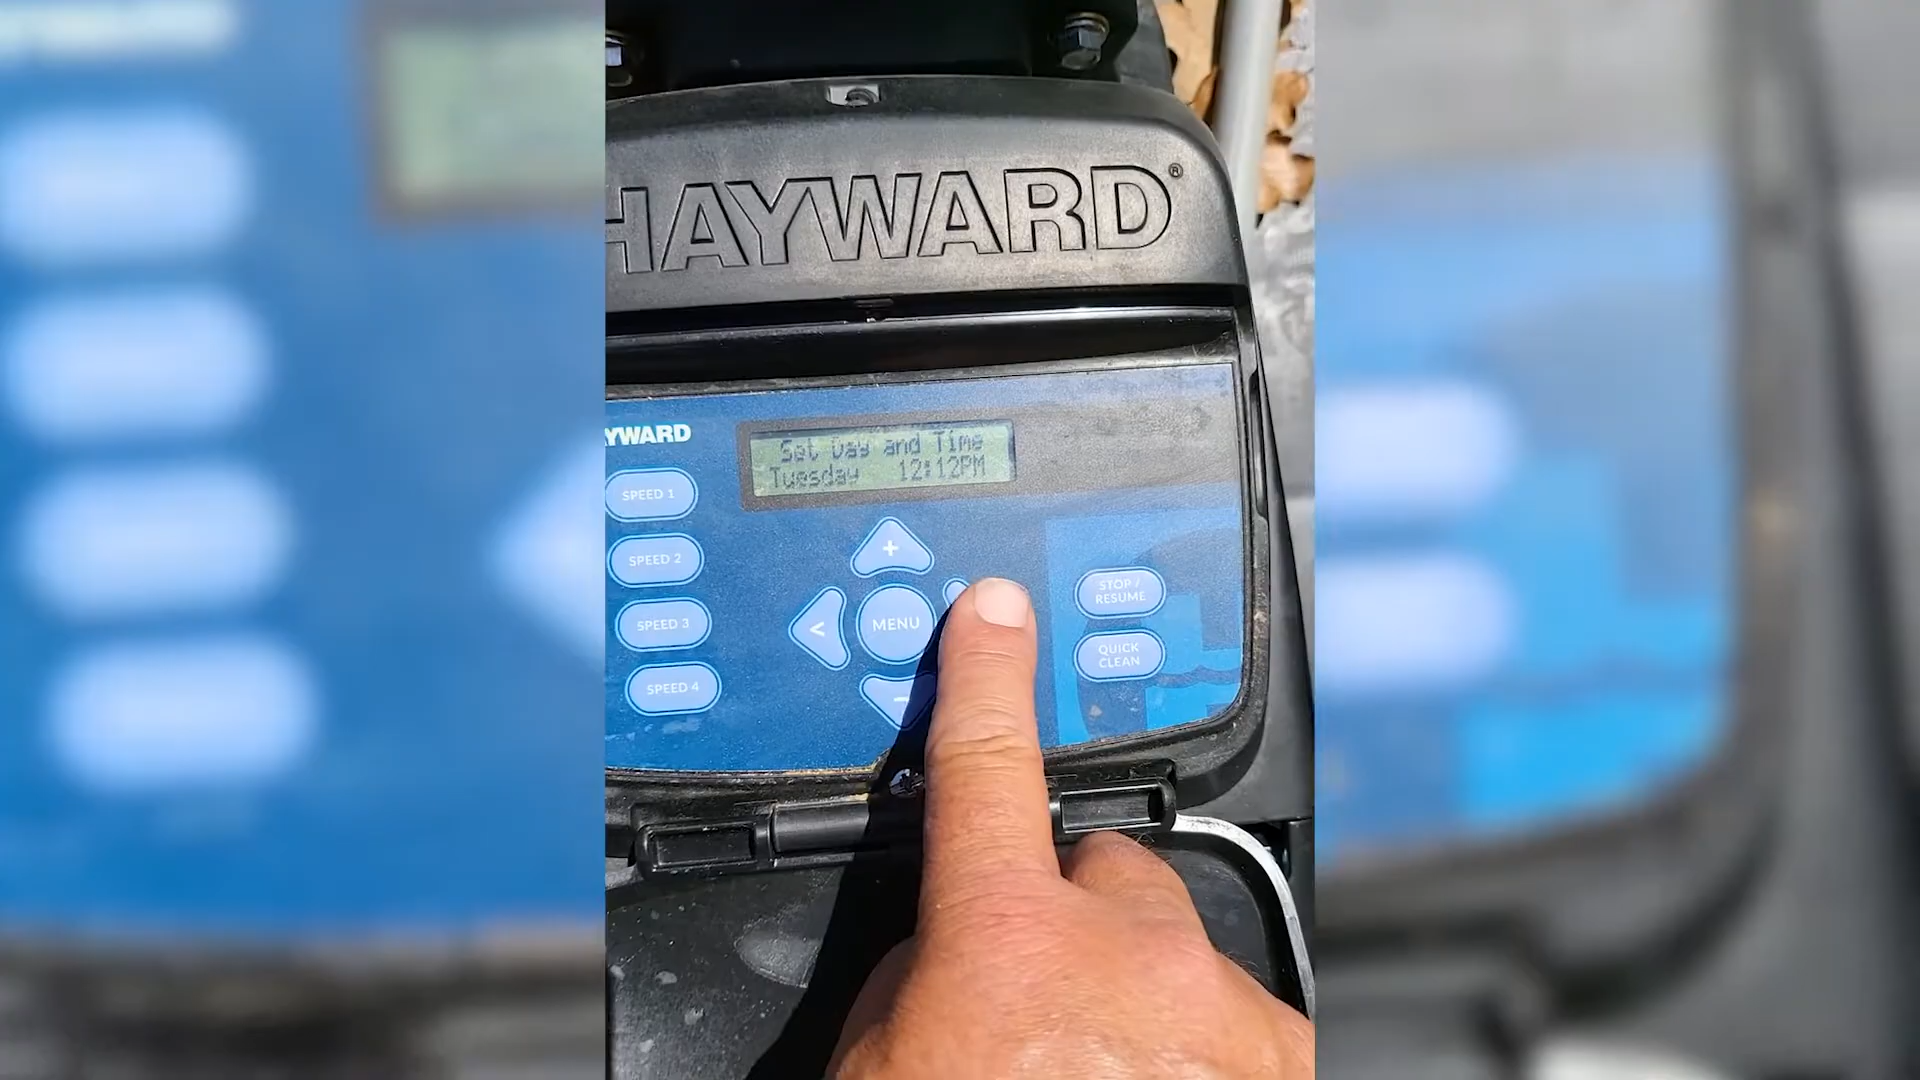 HAYWARD®
YWARD
Set Day and Time
Tuesday 12:12PM
SPEED 1
SPEED 2
SPEED 3
SPEED 4
+
<
MENU
-
STOP /
RESUME
QUICK
CLEAN